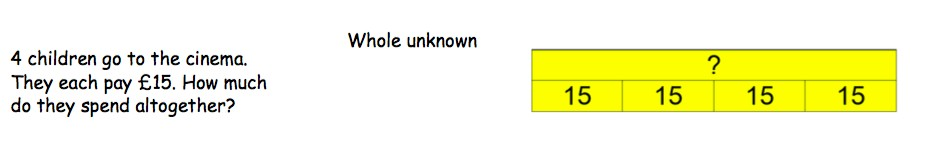 4 children go to the cinema.
They each pay £15. How much
do they spend altogether?
Whole unknown
?
15 15 15 15